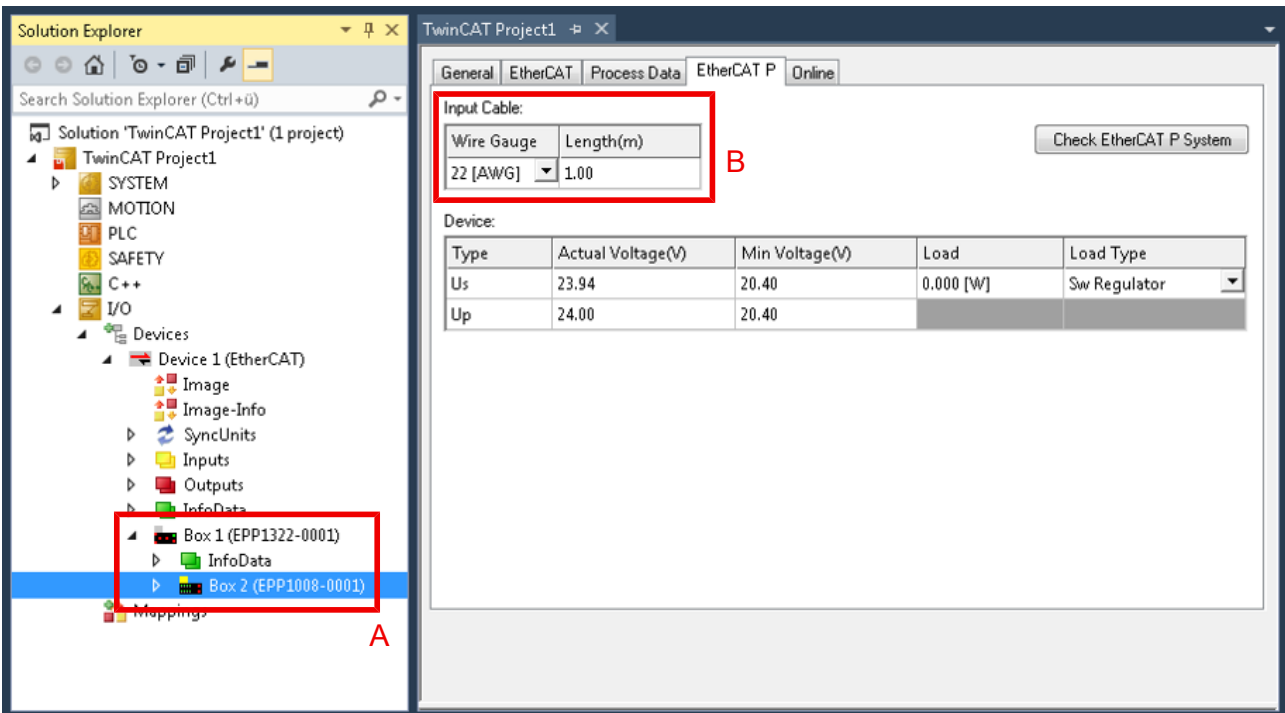 Solution Explorer
Search Solution Explorer (Ctrl+ü)
Solution 'TwinCAT Project1' (1 project)
TwinCAT Project1
SYSTEM
MOTION
PLC
SAFETY
C++
I/O
Devices
Device 1 (EtherCAT)
Image
Image-Info
SyncUnits
Inputs
Outputs
InfoData
Box 1 (EPP1322-0001)
InfoData
Box 2 (EPP1008-0001)
Mappings
A
TwinCAT Project1
General EtherCAT Process Data EtherCAT P Online
Input Cable:
Wire Gauge Length(m)
22 [AWG] 1.00
B
Check EtherCAT P System
Device:
Type Actual Voltage(V) Min Voltage(V) Load Load Type
Us 23.94 20.40 0.000 [W] Sw Regulator
Up 24.00 20.40